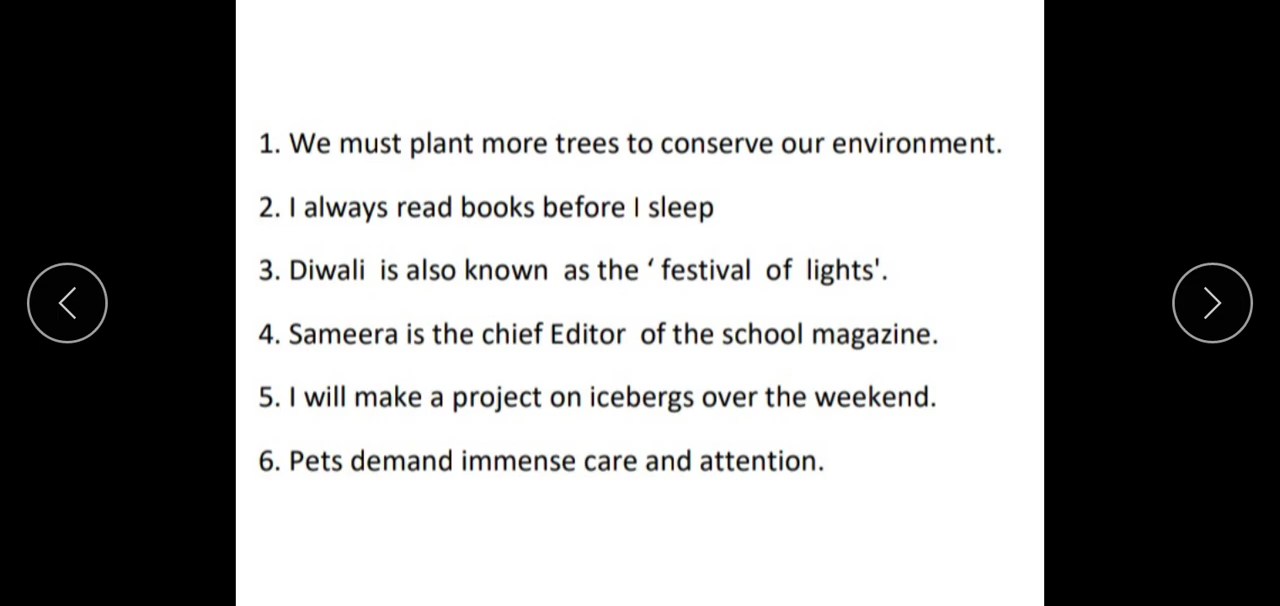 1. We must plant more trees to conserve our environment.
2. I always read books before I sleep
3. Diwali  is also known  as the ‘ festival  of  lights'.
4. Sameera is the chief Editor  of the school magazine.
5. I will make a project on icebergs over the weekend.
6. Pets demand immense care and attention.